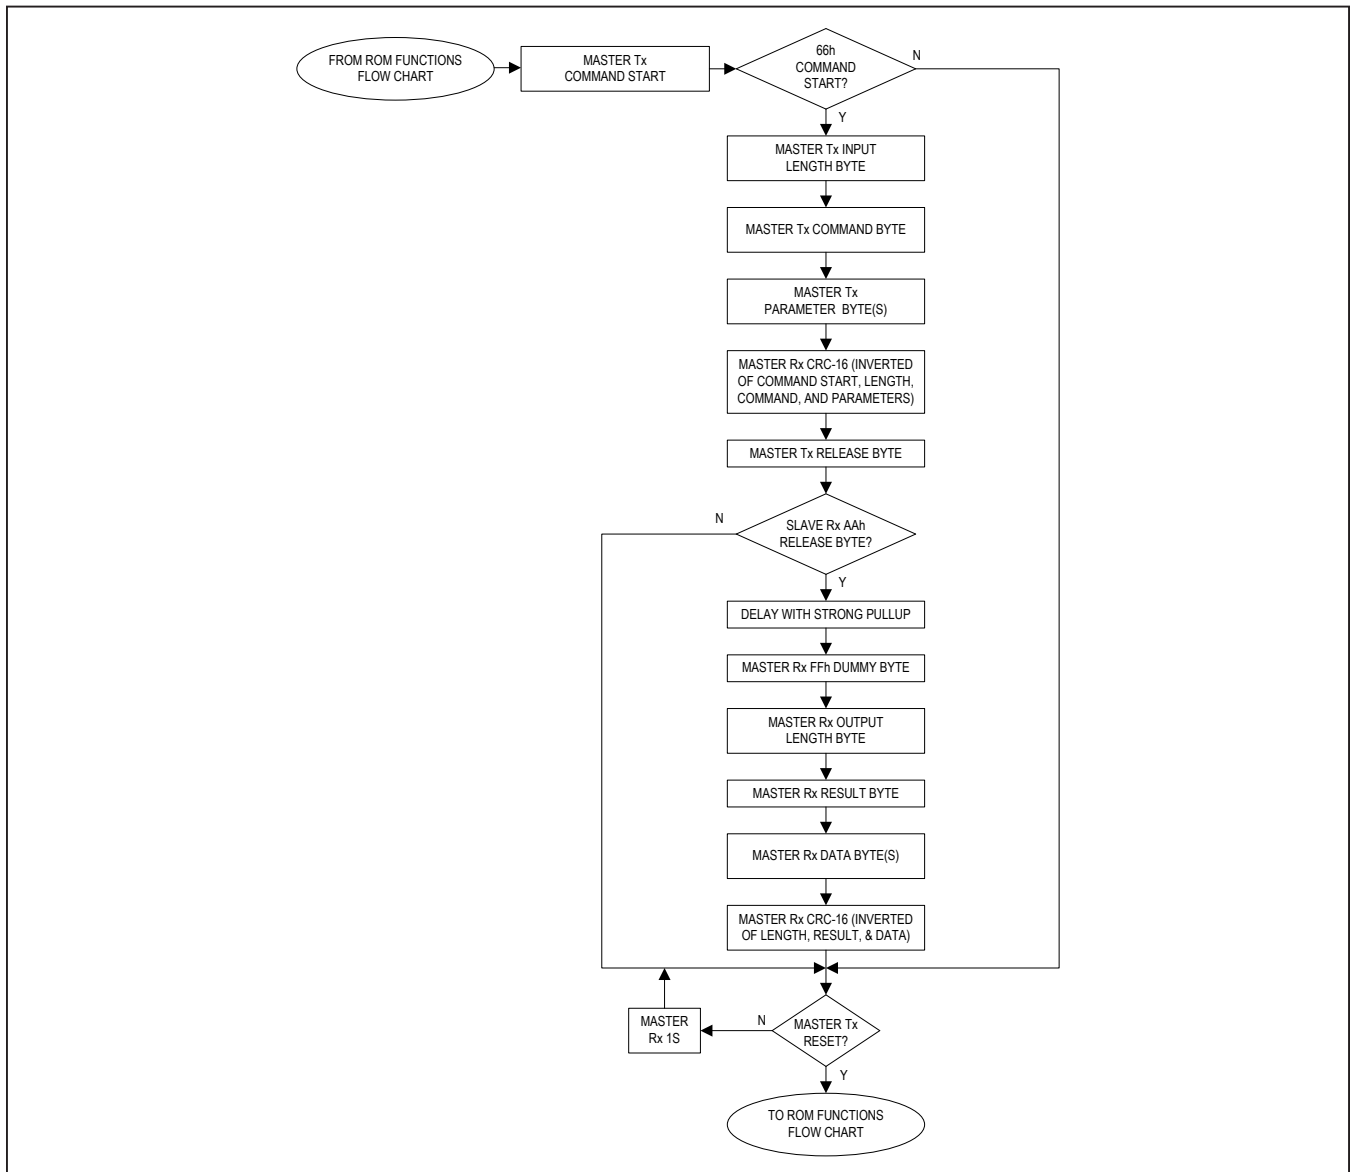 FROM ROM FUNCTIONS
FLOW CHART
MASTER Tx
COMMAND START
66h
COMMAND
START?
N
Y
MASTER Tx INPUT
LENGTH BYTE
MASTER Tx COMMAND BYTE
MASTER Tx
PARAMETER BYTE(S)
MASTER Rx CRC-16 (INVERTED
OF COMMAND START, LENGTH,
COMMAND, AND PARAMETERS)
MASTER Tx RELEASE BYTE
N
SLAVE Rx AAh
RELEASE BYTE?
Y
DELAY WITH STRONG PULLUP
MASTER Rx FFh DUMMY BYTE
MASTER Rx OUTPUT
LENGTH BYTE
MASTER Rx RESULT BYTE
MASTER Rx DATA BYTE(S)
MASTER Rx CRC-16 (INVERTED
OF LENGTH, RESULT, & DATA)
MASTER
Rx 1S
N
MASTER Tx
RESET?
Y
TO ROM FUNCTIONS
FLOW CHART